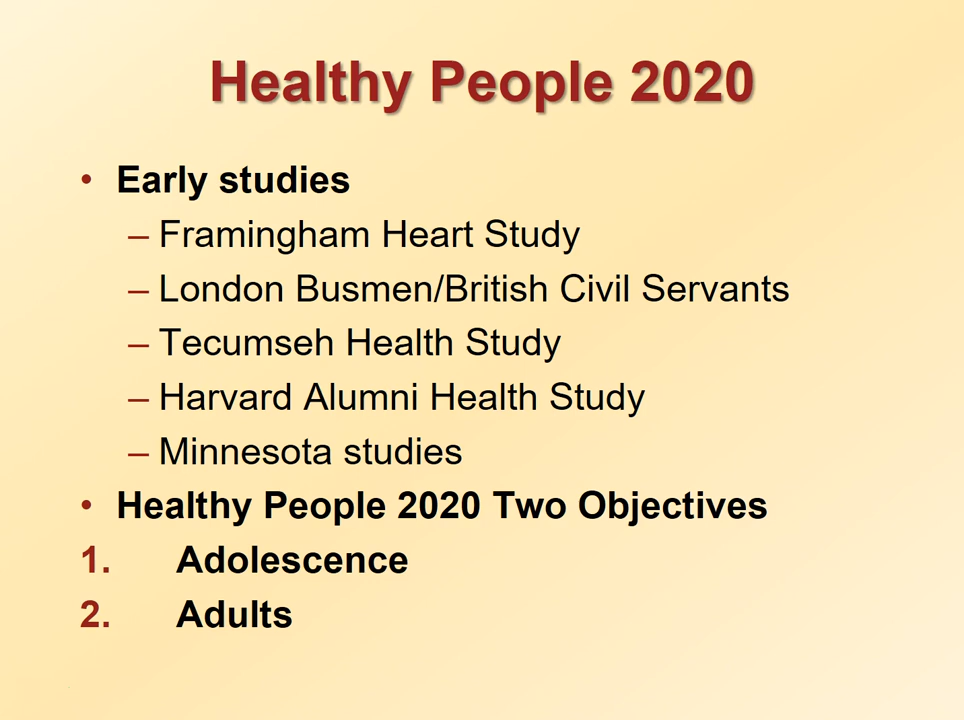 Healthy People 2020
• Early studies
– Framingham Heart Study
– London Busmen/British Civil Servants
– Tecumseh Health Study
– Harvard Alumni Health Study
– Minnesota studies
• Healthy People 2020 Two Objectives
1. Adolescence
2. Adults